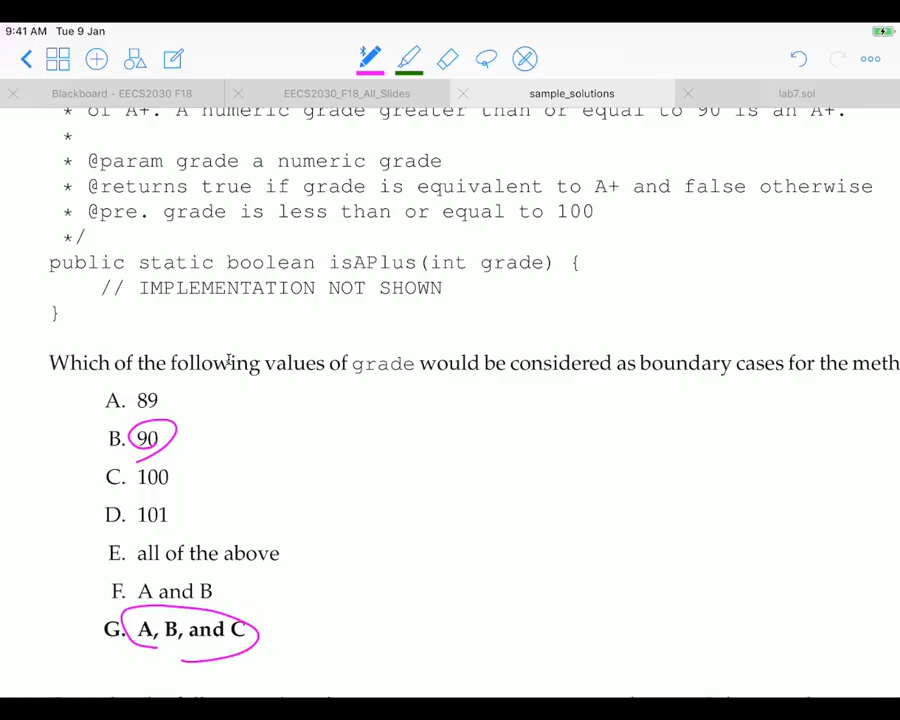 9:41 AM Tue 9 Jan
Blackboard - EECS2030 F18
EECS2030_F18_All_Slides
sample_solutions
lab7.sol
* of A+. A numeric grade greater than or equal to 90 is an A+.
*
* @param grade a numeric grade
* @returns true if grade is equivalent to A+ and false otherwise
* @pre. grade is less than or equal to 100
*/
public static boolean isAPlus(int grade) {
// IMPLEMENTATION NOT SHOWN
}
Which of the following values of grade would be considered as boundary cases for the meth
A. 89
B. 90
C. 100
D. 101
E. all of the above
F. A and B
G. A, B, and C